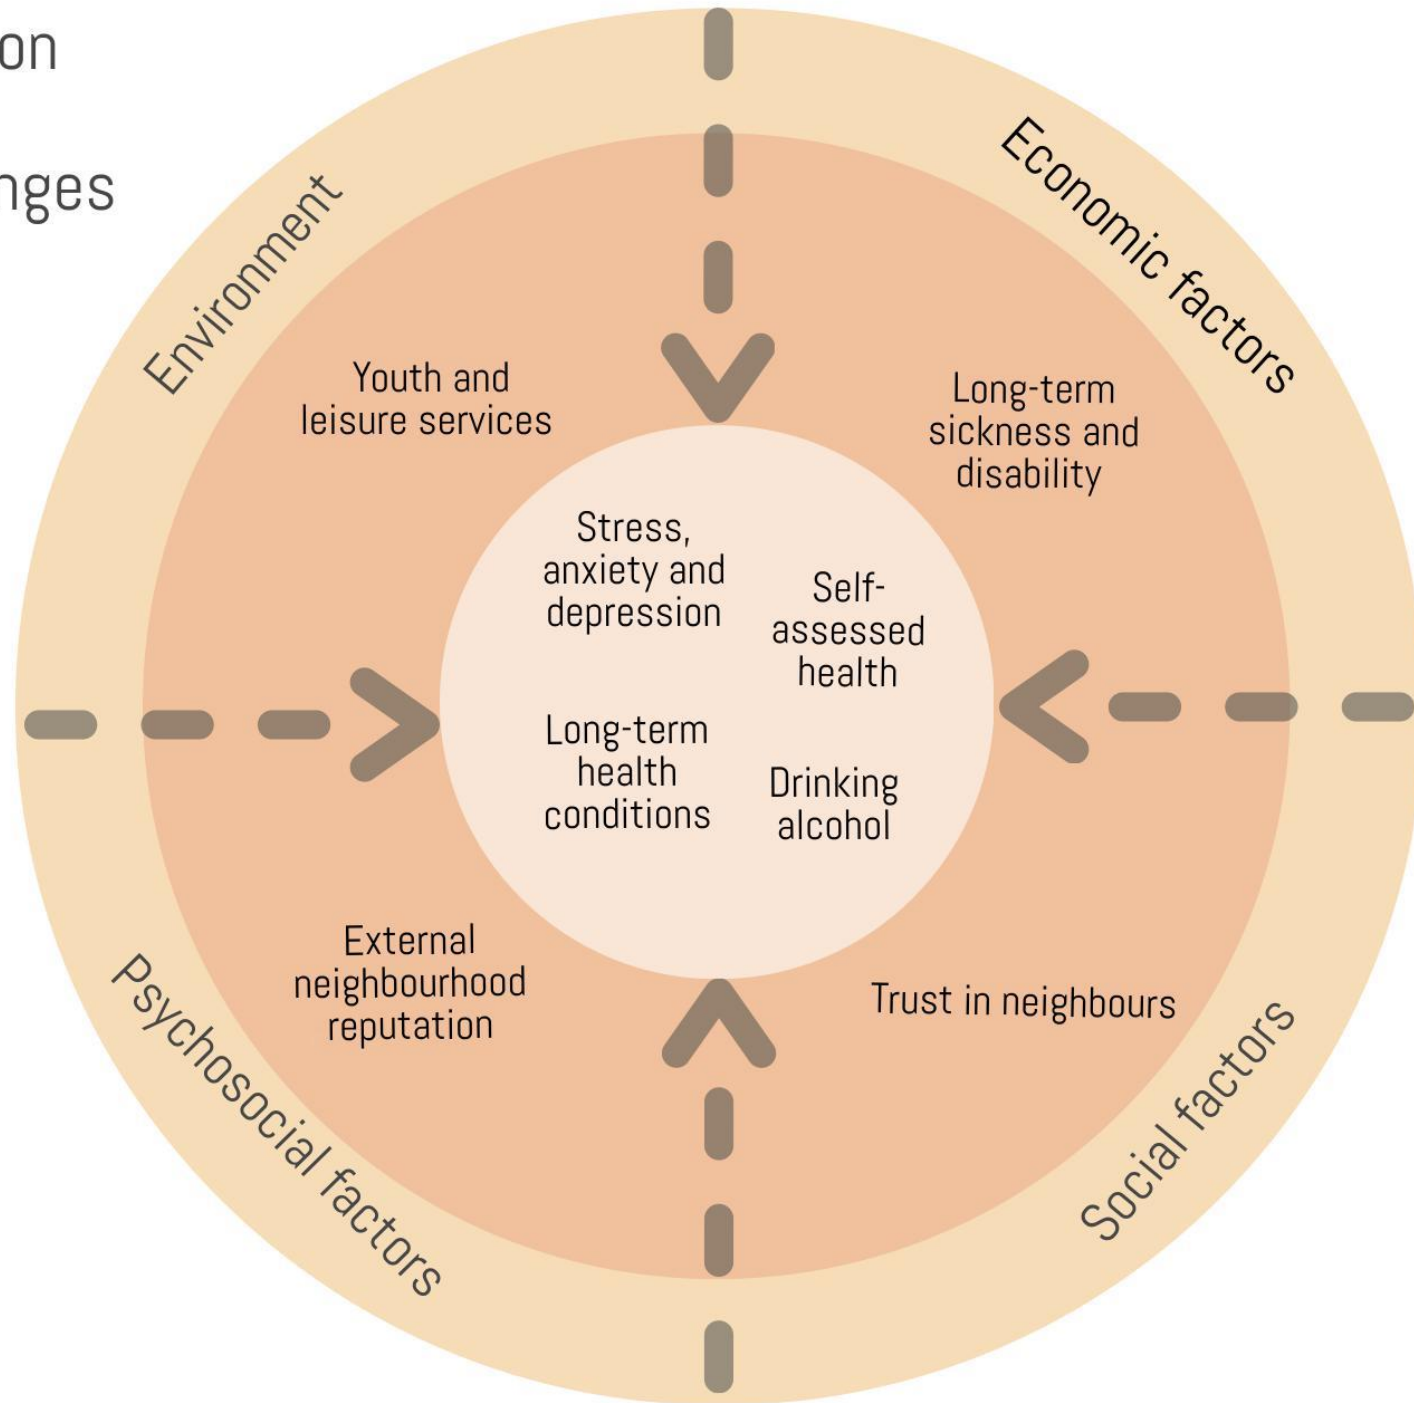 on
nges
Environment
Economic factors
Youth and
leisure services
Long-term
sickness and
disability
Stress,
anxiety and
depression
Self-
assessed
health
Long-term
health
conditions
Drinking
alcohol
External
neighbourhood
reputation
Trust in neighbours
Psychosocial factors
Social factors